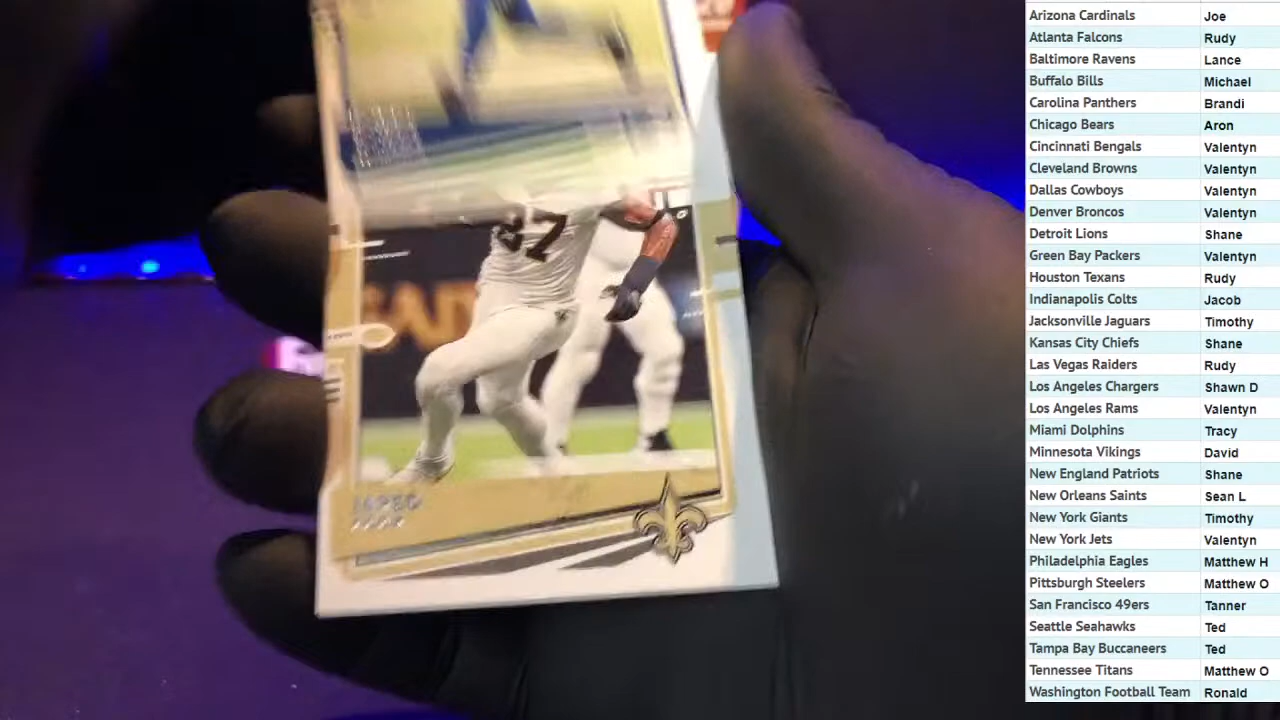 87
JARED
COOK
Arizona Cardinals Joe
Atlanta Falcons Rudy
Baltimore Ravens Lance
Buffalo Bills Michael
Carolina Panthers Brandi
Chicago Bears Aron
Cincinnati Bengals Valentyn
Cleveland Browns Valentyn
Dallas Cowboys Valentyn
Denver Broncos Valentyn
Detroit Lions Shane
Green Bay Packers Valentyn
Houston Texans Rudy
Indianapolis Colts Jacob
Jacksonville Jaguars Timothy
Kansas City Chiefs Shane
Las Vegas Raiders Rudy
Los Angeles Chargers Shawn D
Los Angeles Rams Valentyn
Miami Dolphins Tracy
Minnesota Vikings David
New England Patriots Shane
New Orleans Saints Sean L
New York Giants Timothy
New York Jets Valentyn
Philadelphia Eagles Matthew H
Pittsburgh Steelers Matthew O
San Francisco 49ers Tanner
Seattle Seahawks Ted
Tampa Bay Buccaneers Ted
Tennessee Titans Matthew O
Washington Football Team Ronald